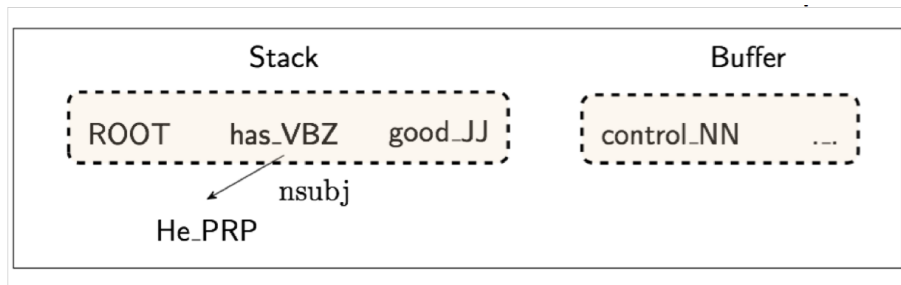 Stack Buffer
ROOT has_VBZ good_JJ control_NN ._.
nsubj
He_PRP